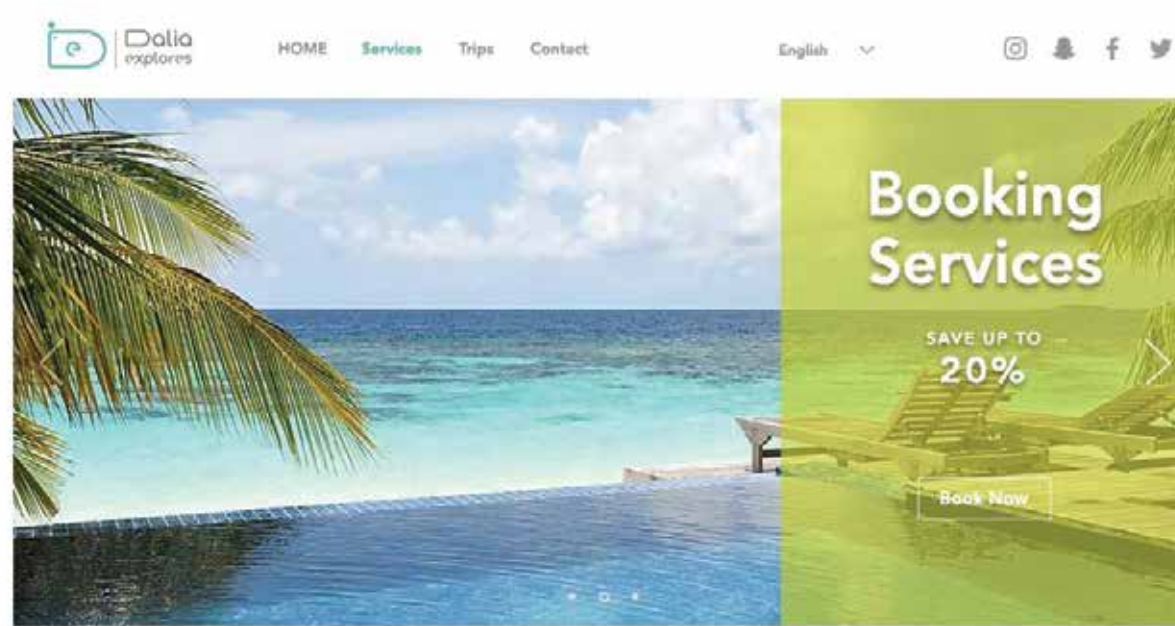 Dalia
explores
HOME Services Trips Contact English
Booking
Services
SAVE UP TO
20%
Book Now